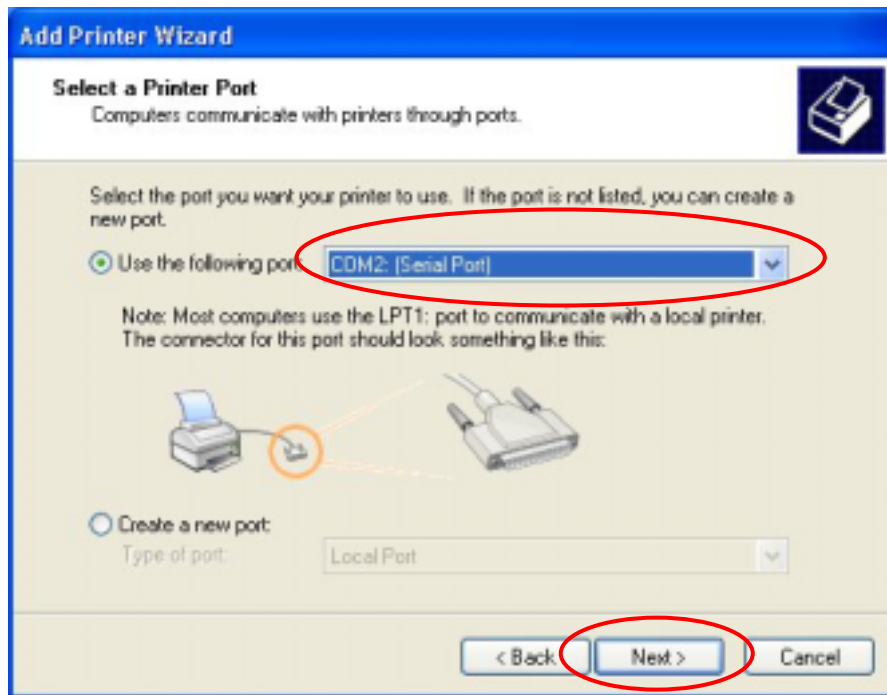 Add Printer Wizard
Select a Printer Port
Computers communicate with printers through ports.
Select the port you want your printer to use. If the port is not listed, you can create a
new port.
Use the following port: COM2: (Serial Port)
Note: Most computers use the LPT1: port to communicate with a local printer.
The connector for this port should look something like this:
Create a new port:
Type of port: Local Port
< Back Next > Cancel